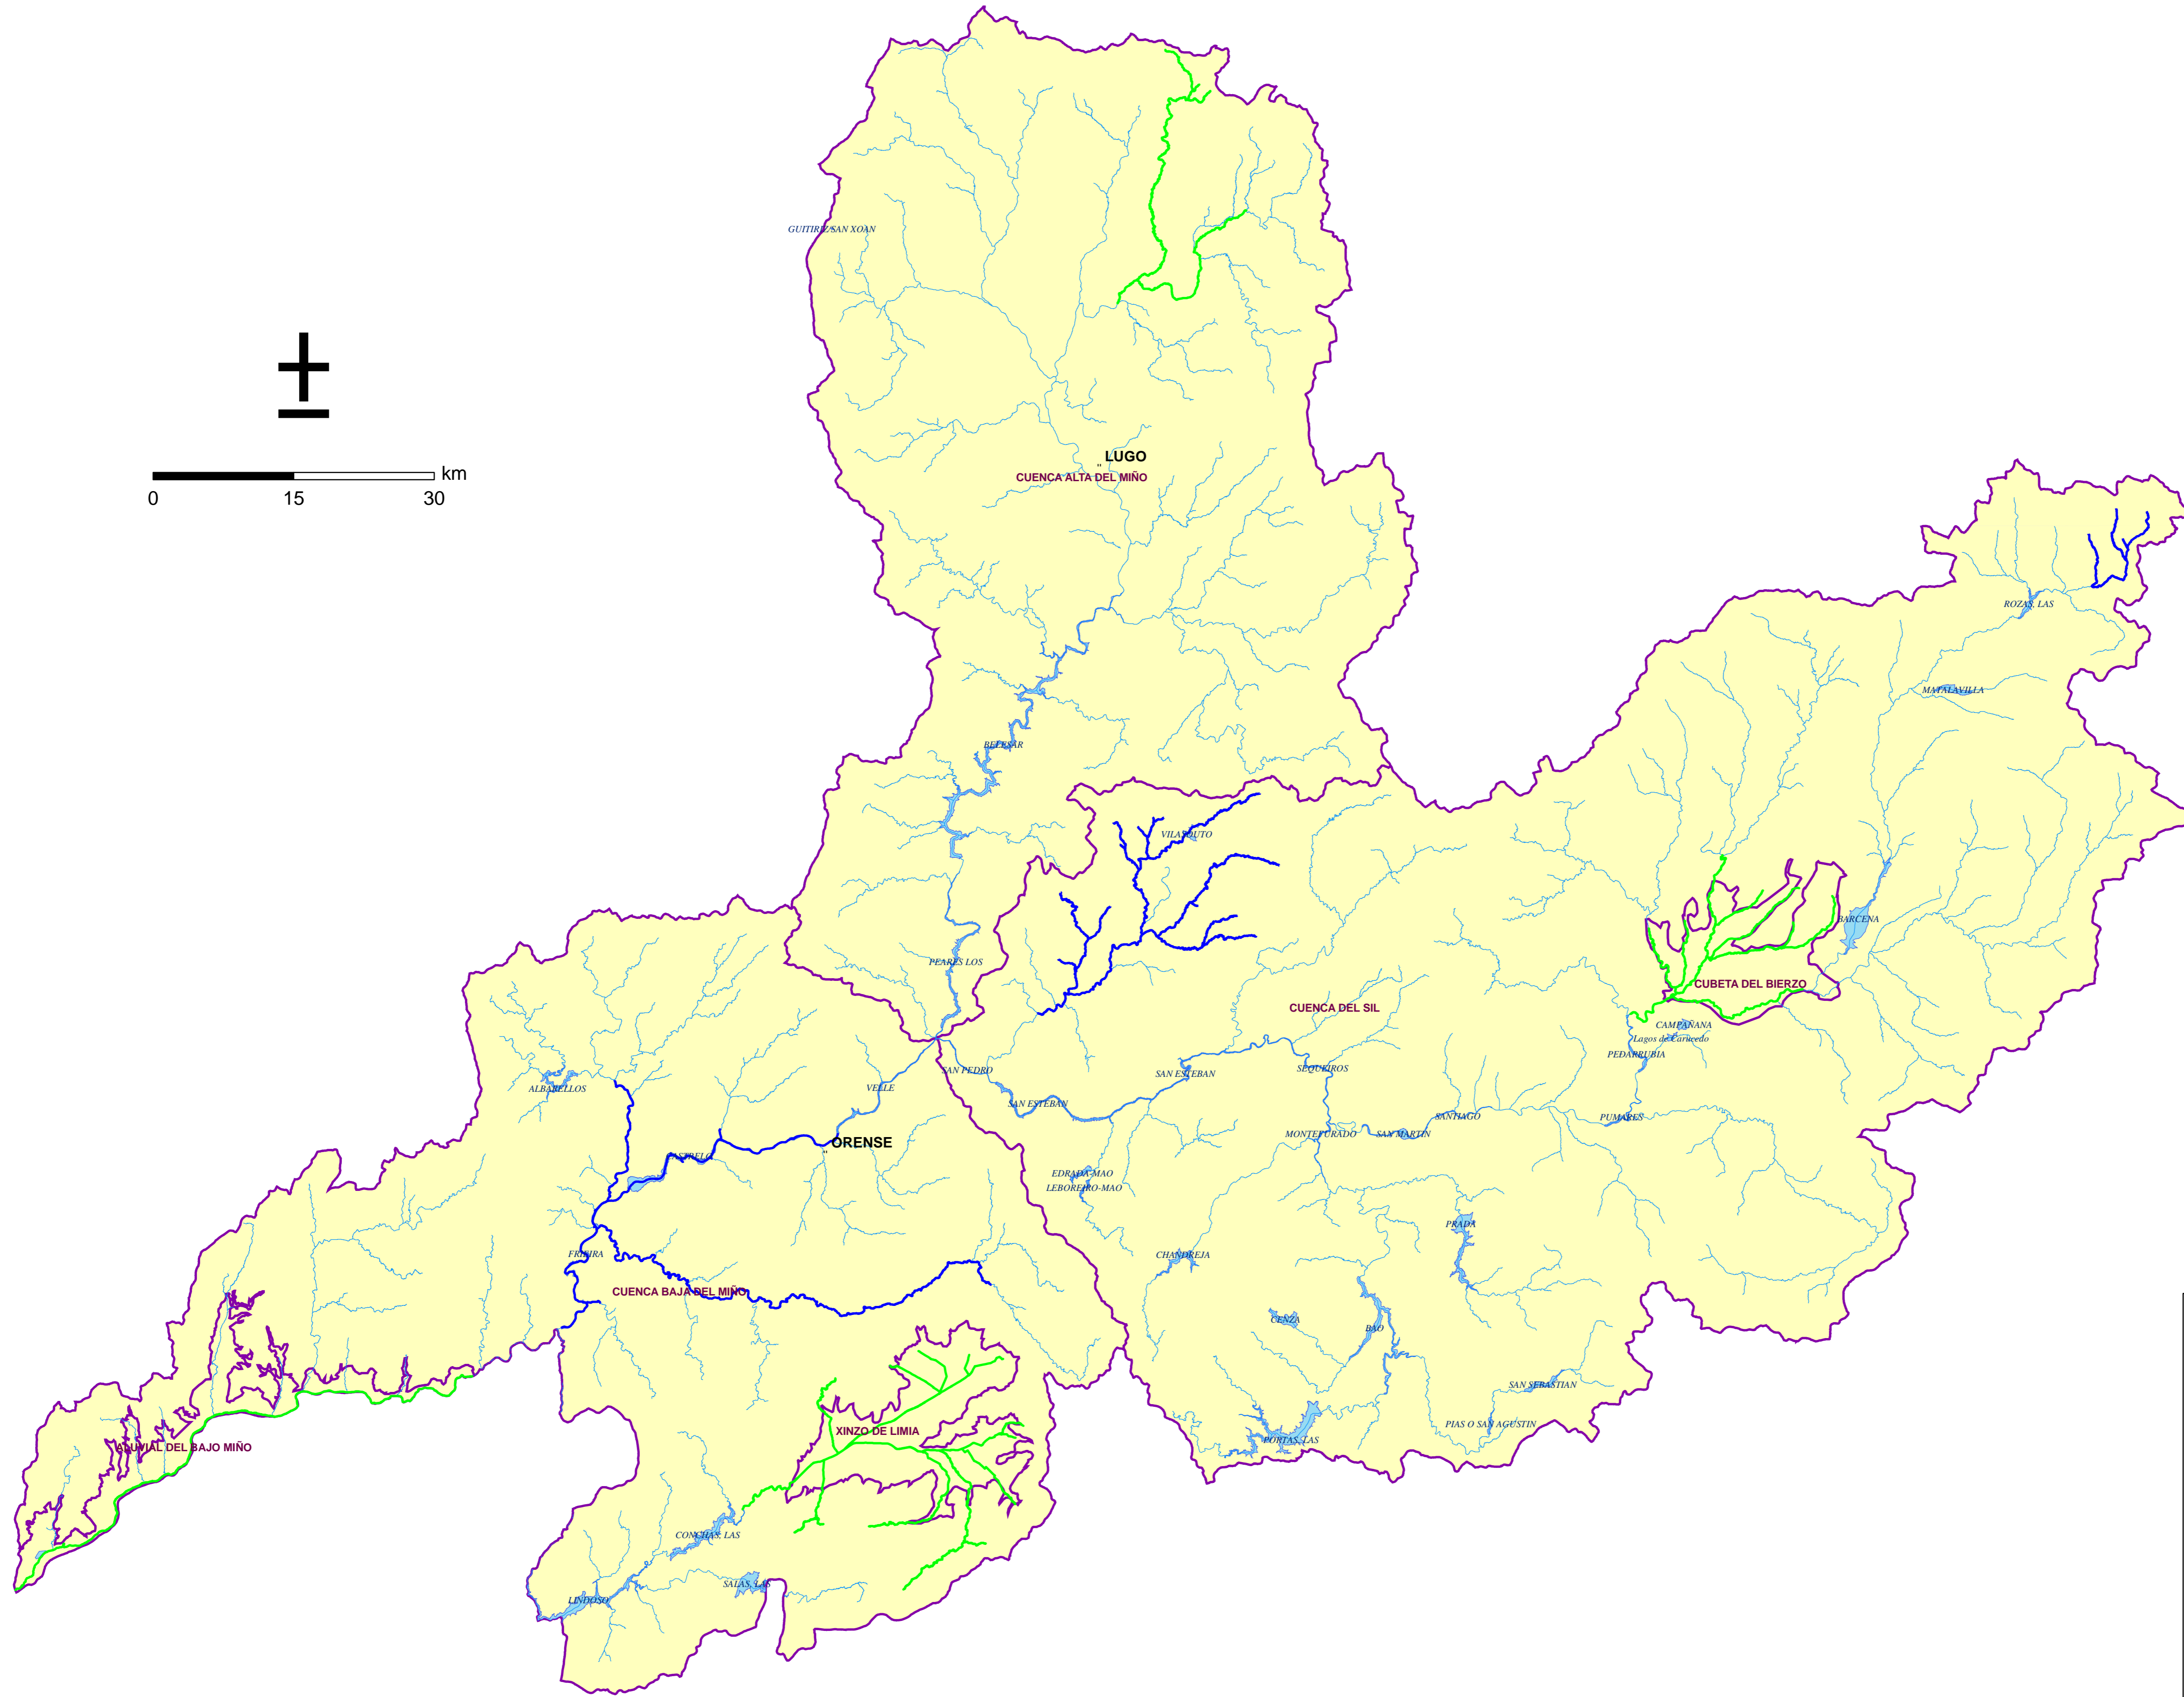 GUITIRIZ/SAN XOAN
km
0 15 30
LUGO
CUENCA ALTA DEL MIÑO
ROZAS, LAS
MATALAVILLA
BELESAR
VILASOUTO
BARCENA
PEARES LOS
CUBETA DEL BIERZO
CUENCA DEL SIL
CAMPAÑANA
Lagos de Carucedo
PEDARRUBIA
SAN PEDRO
SEQUEIROS
SAN ESTEBAN
ALBARELLOS
VELLE
SAN ESTEBAN
SANTIAGO
PUMARES
MONTEFURADO
SAN MARTIN
ORENSE
CASTRELO
EDRADA-MAO
LEBOREIRO-MAO
PRADA
FRIEIRA
CHANDREJA
CUENCA BAJA DEL MIÑO
CENZA
BAO
SAN SEBASTIAN
PIAS O SAN AGUSTIN
XINZO DE LIMIA
PORTAS, LAS
ALUVIAL DEL BAJO MIÑO
CONCHAS, LAS
SALAS, LAS
LINDOSO